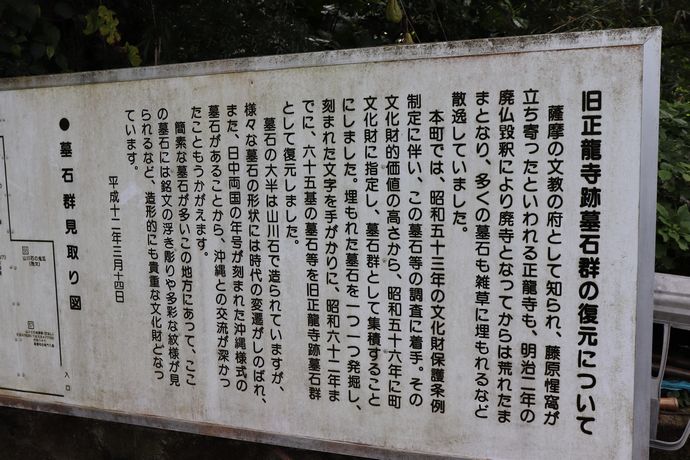 旧正龍寺跡墓石群の復元について
薩摩の文教の府として知られ、藤原惺窩が
立ち寄ったといわれる正龍寺も、明治二年の
廃仏毀釈により廃寺となってからは荒れたま
まとなり、多くの墓石も雑草に埋もれるなど
散逸していました。
本町では、昭和五十三年の文化財保護条例
制定に伴い、この墓石等の調査に着手。その
文化財的価値の高さから、昭和五十六年に町
文化財に指定し、墓石群として集積すること
にしました。埋もれた墓石を一つ一つ発掘し、
刻まれた文字を手がかりに、昭和六十二年ま
でに、六十五基の墓石等を旧正龍寺跡墓石群
として復元しました。
墓石の大半は山川石で造られていますが、
様々な墓石の形状には時代の変遷がしのばれ、
また、日中両国の年号が刻まれた沖縄様式の
墓石があることから、沖縄との交流が深かっ
たこともうかがえます。
簡素な墓石が多いこの地方にあって、ここ
の墓石には銘文の浮き彫りや多彩な紋様が見
られるなど、造形的にも貴重な文化財となっ
ています。
平成十二年三月十四日
●墓石群見取り図
入口